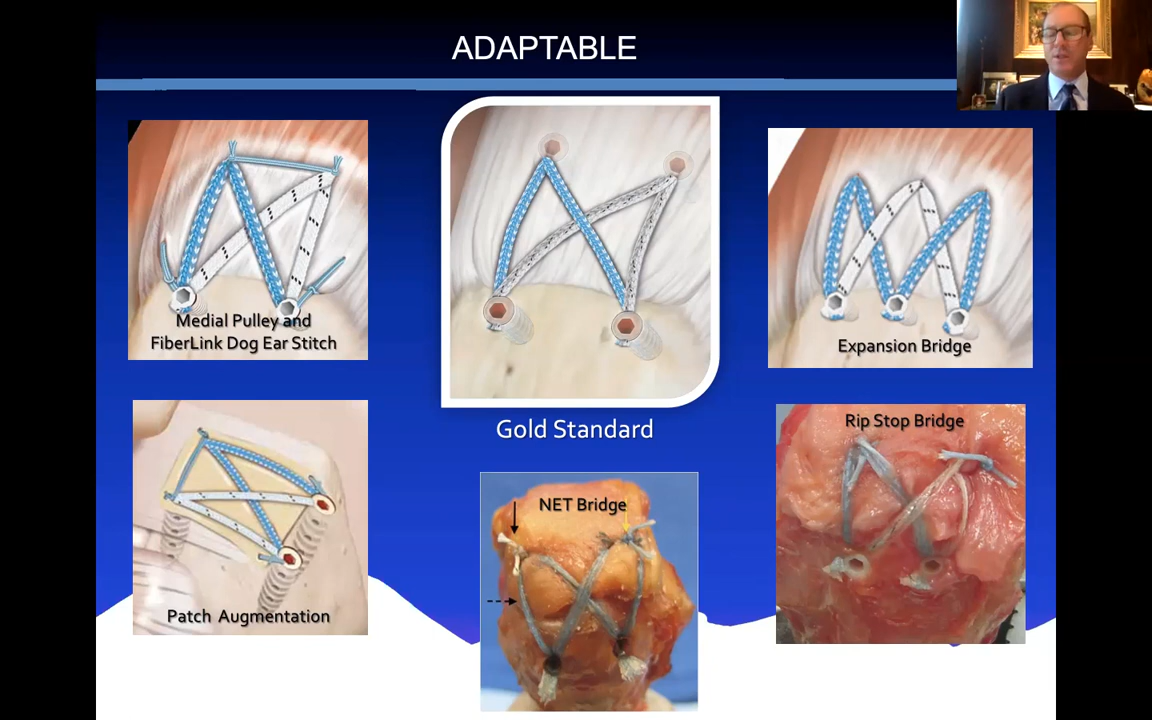 ADAPTABLE
Medial Pulley and
FiberLink Dog Ear Stitch
Gold Standard
Expansion Bridge
Patch Augmentation
NET Bridge
Rip Stop Bridge